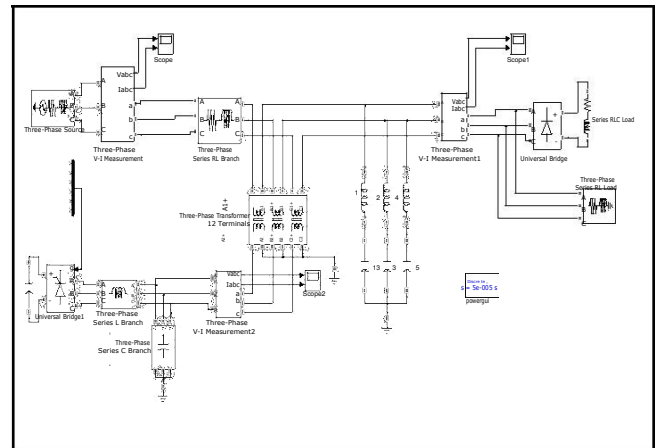 Scope
Scope1
Vabc
Iabc
A
a
B
b
C
c
A
A
B
B
C
C
A
Vabc
Iabc
a
B
b
C
c
A
B
C
+
-
Series RLC Load
Three-Phase Source
Three-Phase
V-I Measurement
Three-Phase
Series RL Branch
Three-Phase
V-I Measurement1
Universal Bridge
Three-Phase
Series RL Load
A
B
C
A1+
Three-Phase Transformer
12 Terminals
1
2
4
13
3
5
Vabc
Iabc
a
b
c
Scope2
Universal Bridge1
Three-Phase
Series L Branch
Three-Phase
V-I Measurement2
Three-Phase
Series C Branch
Discrete,
s = 5e-005 s
powergui